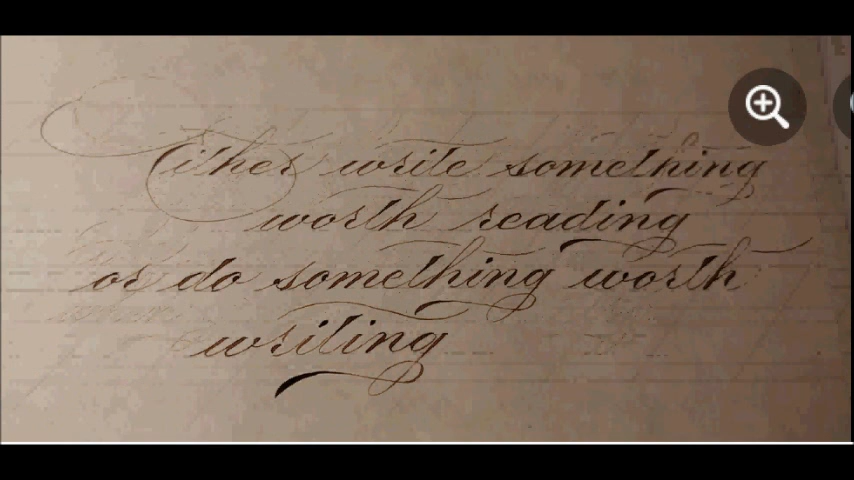 Either write something
worth reading
or do something worth
writing